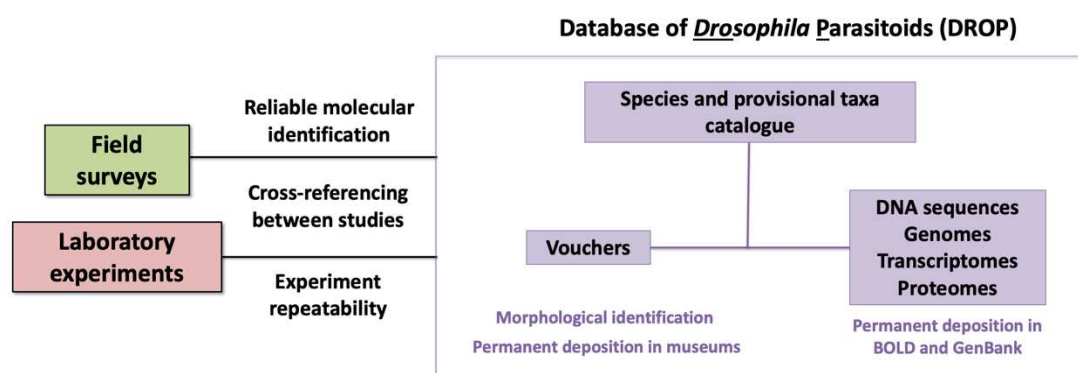 Database of Drosophila Parasitoids (DROP)
Reliable molecular
identification
Field
surveys
Cross-referencing
between studies
Laboratory
experiments
Experiment
repeatability
Species and provisional taxa
catalogue
Vouchers
DNA sequences
Genomes
Transcriptomes
Proteomes
Morphological identification
Permanent deposition in museums
Permanent deposition in
BOLD and GenBank